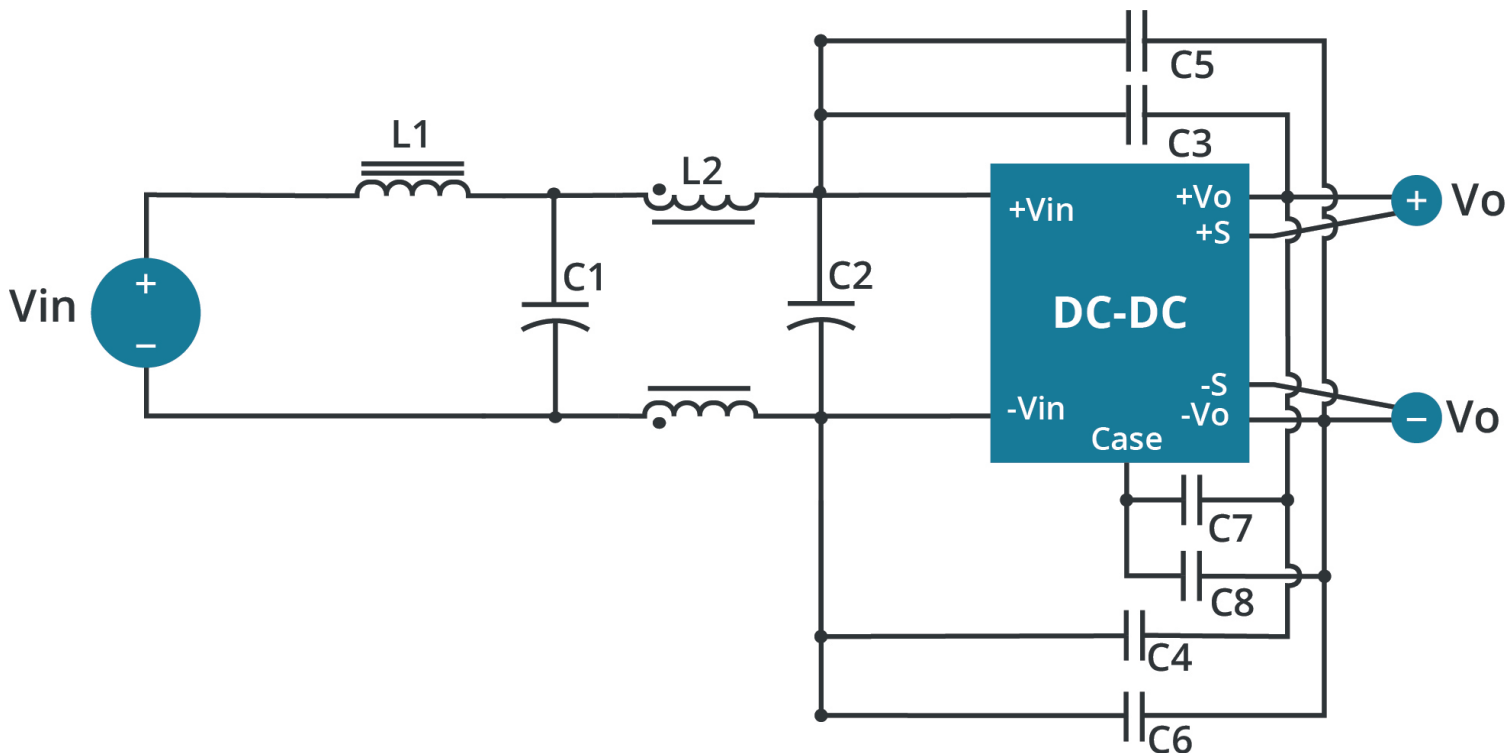 C5
C3
L1
L2
+Vin
+Vo
+S
+
Vo
Vin
+
−
C1
C2
DC-DC
-S
-Vin
-Vo
−
Vo
Case
C7
C8
C4
C6